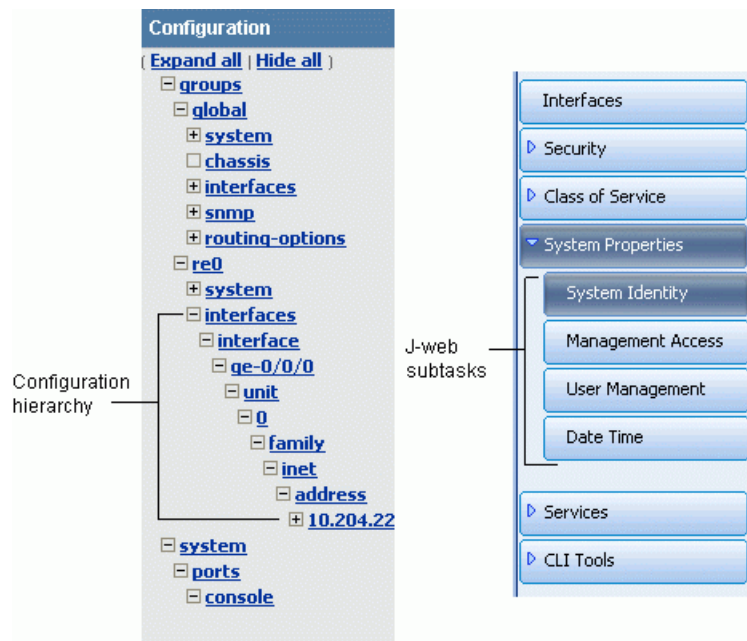 Configuration
( Expand all | Hide all )
groups
global
system
chassis
interfaces
snmp
routing-options
re0
system
interfaces
interface
ge-0/0/0
unit
0
family
inet
address
10.204.22
system
ports
console
Configuration
hierarchy
Interfaces
Security
Class of Service
System Properties
System Identity
Management Access
User Management
Date Time
Services
CLI Tools
J-web
subtasks